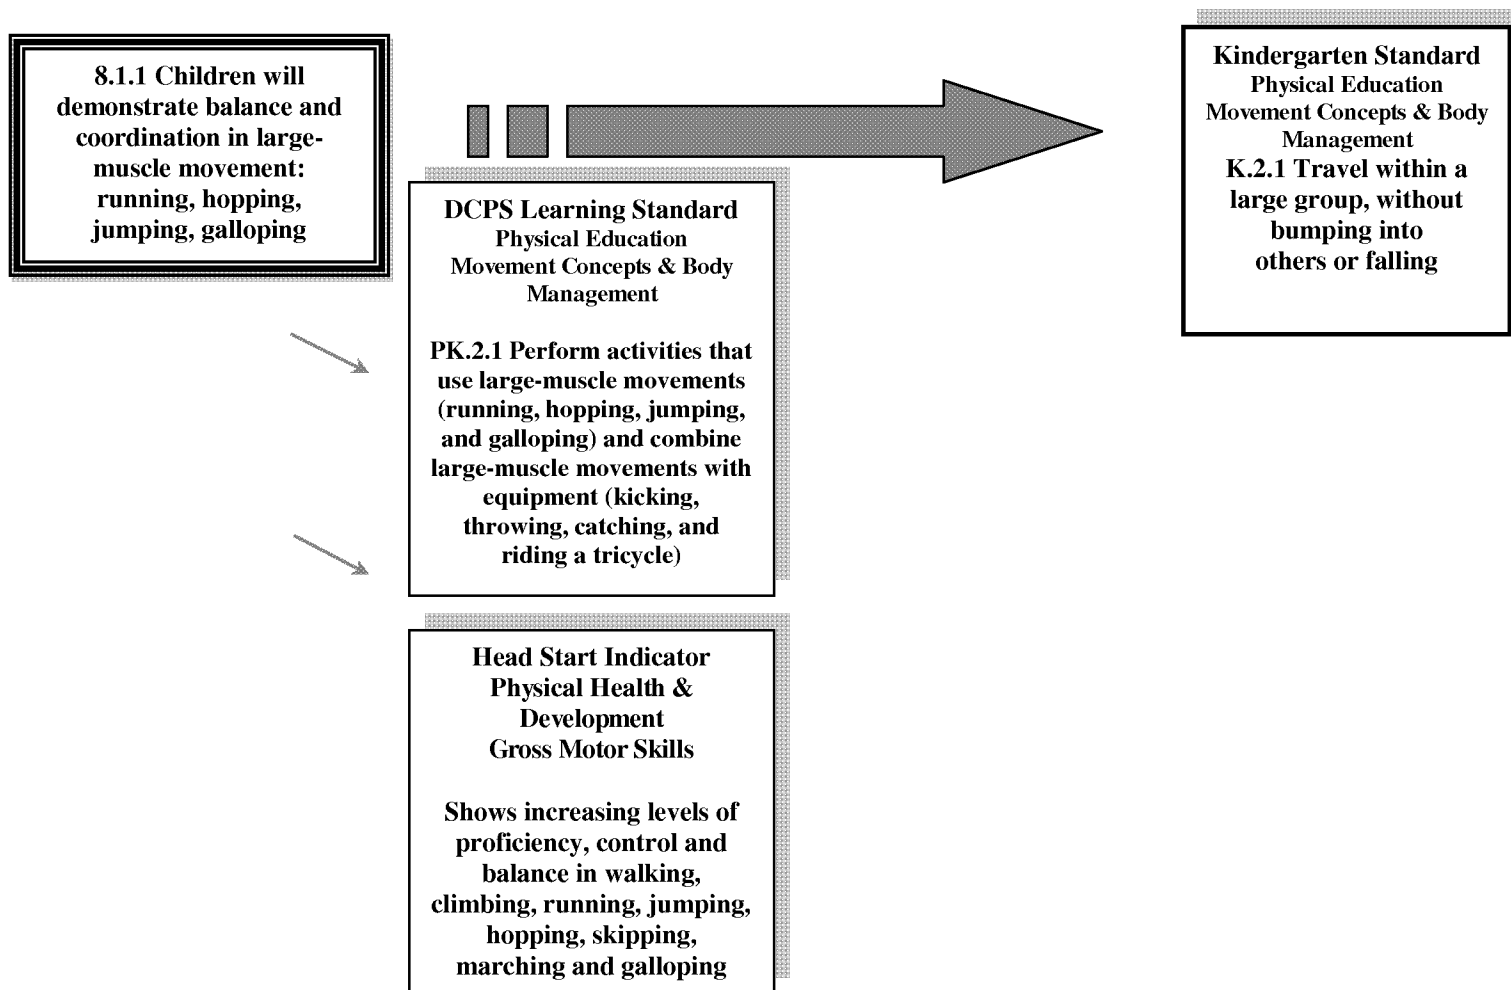 8.1.1 Children will
demonstrate balance and
coordination in large-
muscle movement:
running, hopping,
jumping, galloping
DCPS Learning Standard
Physical Education
Movement Concepts & Body
Management
PK.2.1 Perform activities that
use large-muscle movements
(running, hopping, jumping,
and galloping) and combine
large-muscle movements with
equipment (kicking,
throwing, catching, and
riding a tricycle)
Head Start Indicator
Physical Health &
Development
Gross Motor Skills
Shows increasing levels of
proficiency, control and
balance in walking,
climbing, running, jumping,
hopping, skipping,
marching and galloping
Kindergarten Standard
Physical Education
Movement Concepts & Body
Management
K.2.1 Travel within a
large group, without
bumping into
others or falling